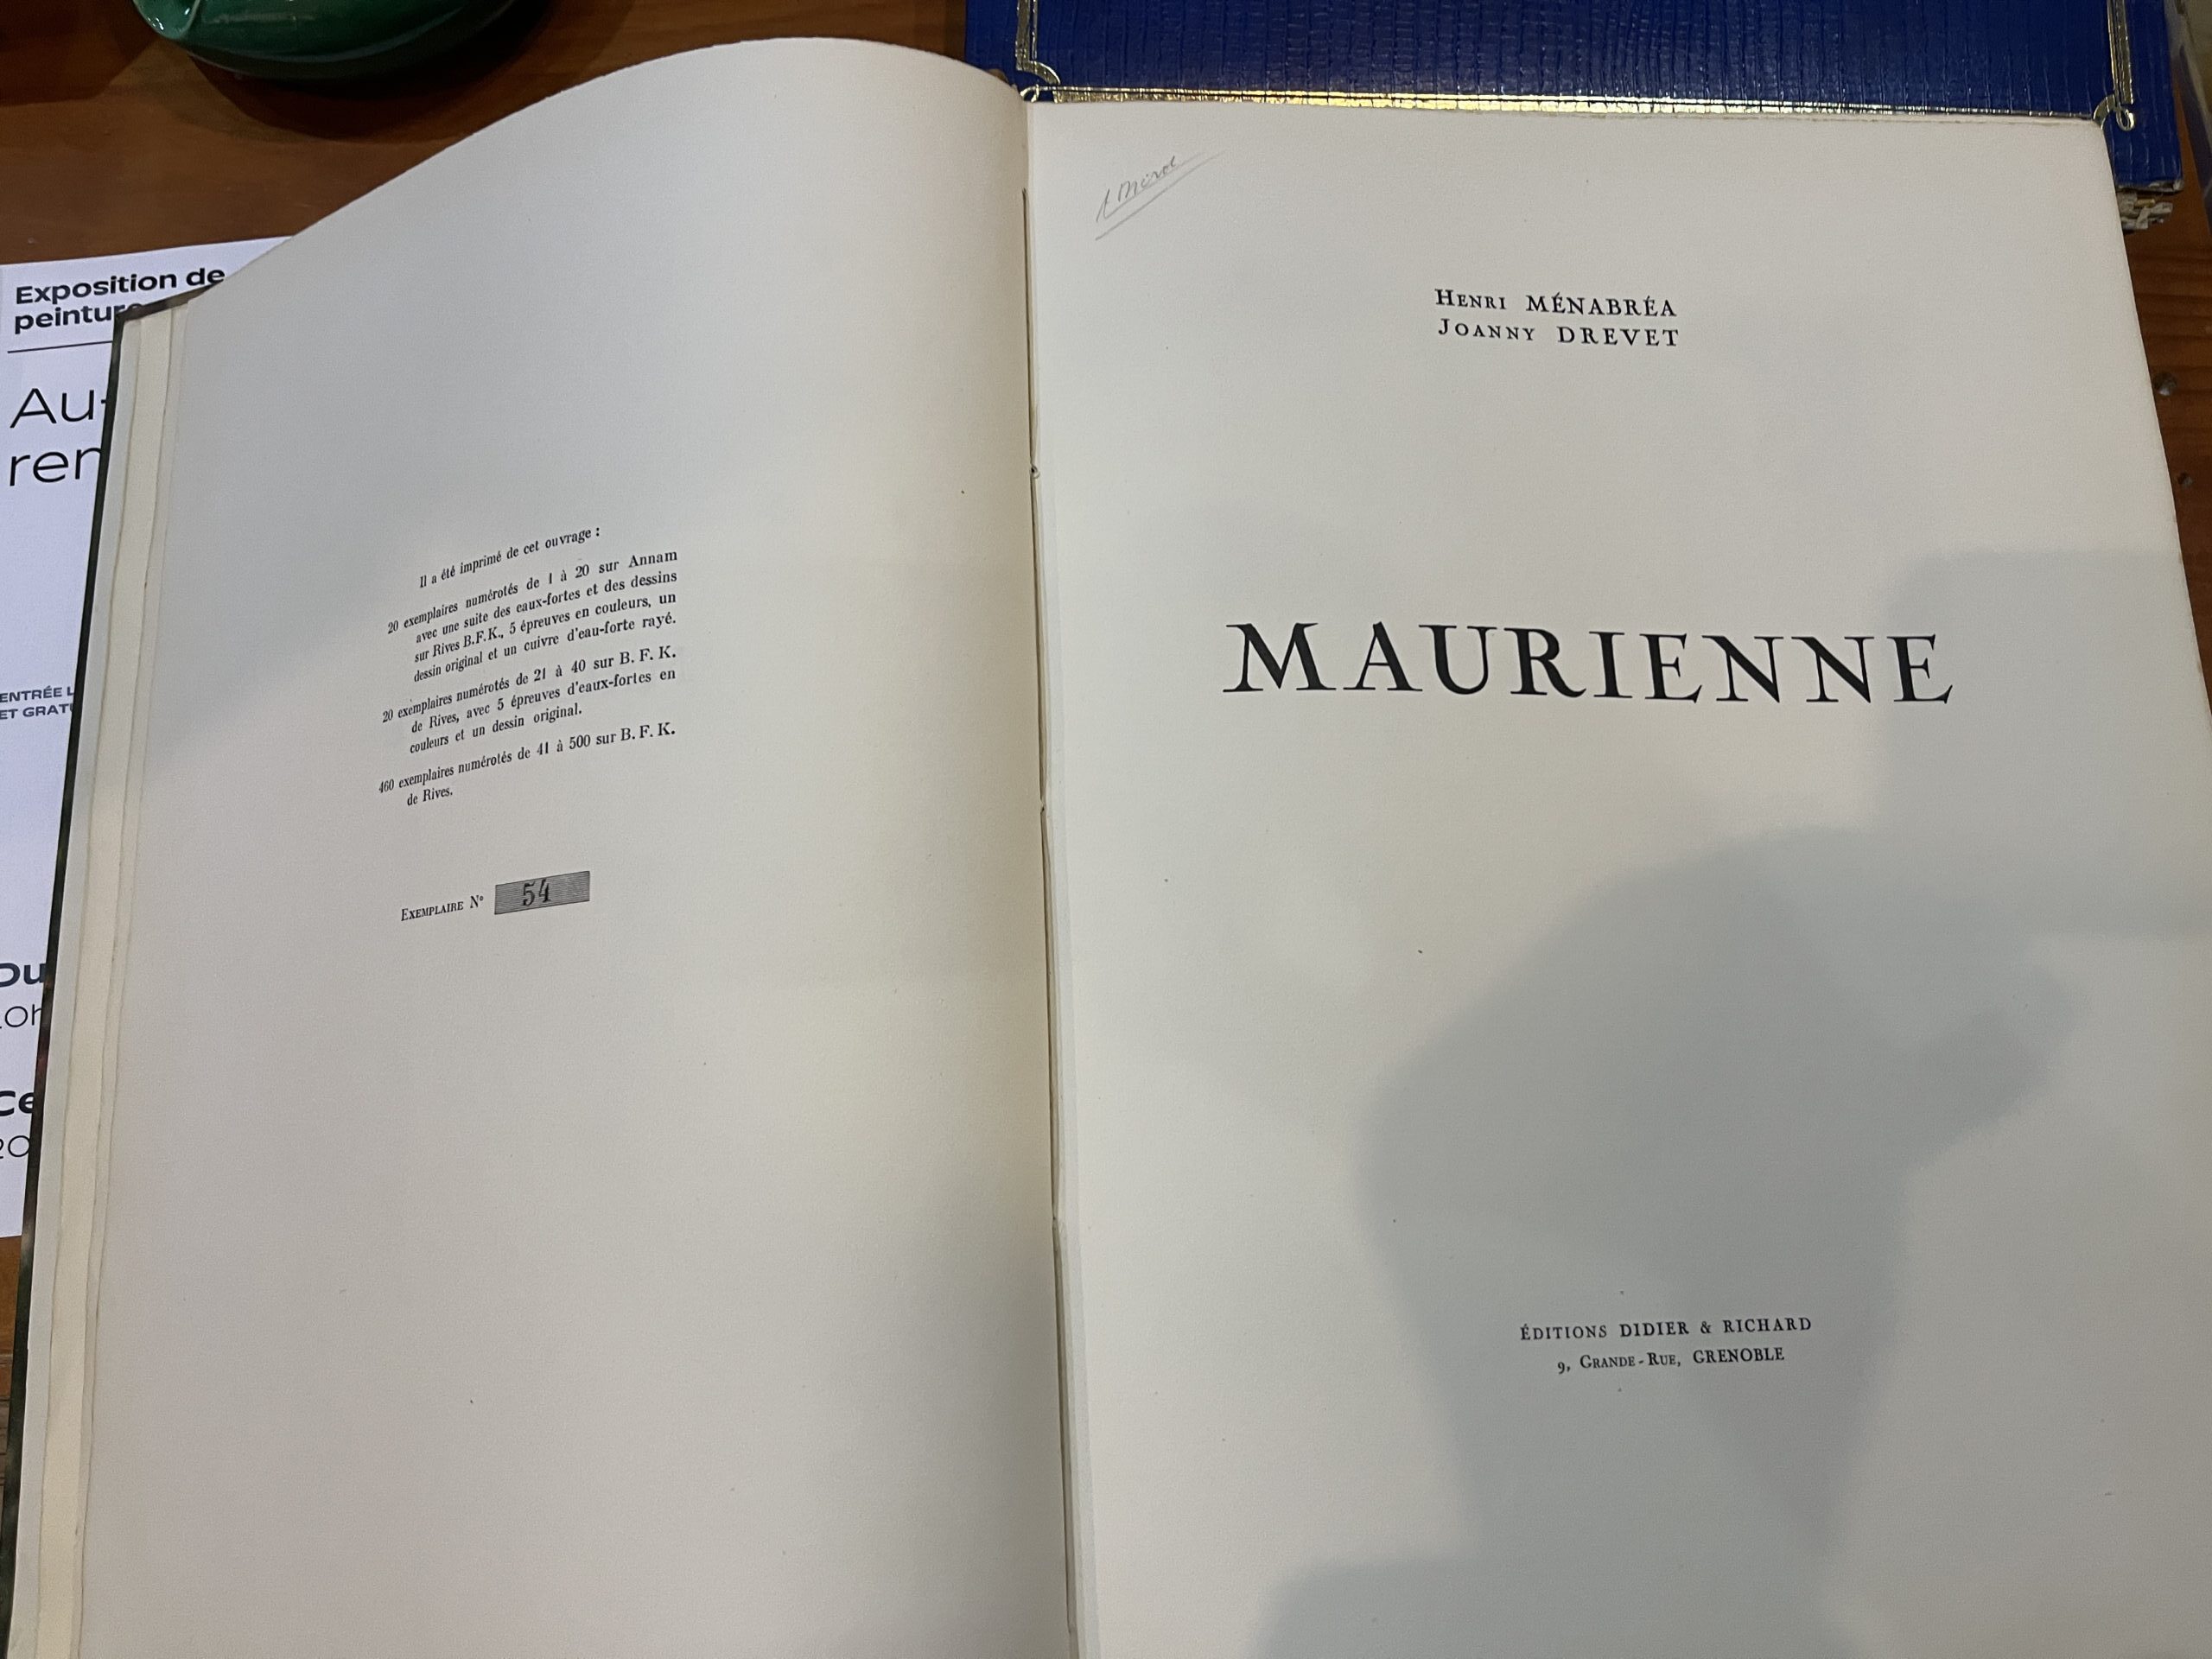 Exposition de
Au-
ENTRÉE
ET
Il a été imprimé de cet ouvrage :
20 exemplaires numérotés de 1 à 20 sur Annam
avec une suite des eaux-fortes et des dessins
sur Rives B.F.K., 5 épreuves en couleurs, un
dessin original et un cuivre d'eau-forte rayé.
20 exemplaires numérotés de 21 à 40 sur B. F. K.
de Rives, avec 5 épreuves d'eaux-fortes en
couleurs et un dessin original.
460 exemplaires numérotés de 41 à 500 sur B. F. K.
de Rives.
EXEMPLAIRE N° 54
HENRI MÉNABRÉA
JOANNY DREVET
MAURIENNE
ÉDITIONS DIDIER & RICHARD
9, GRANDE-RUE, GRENOBLE